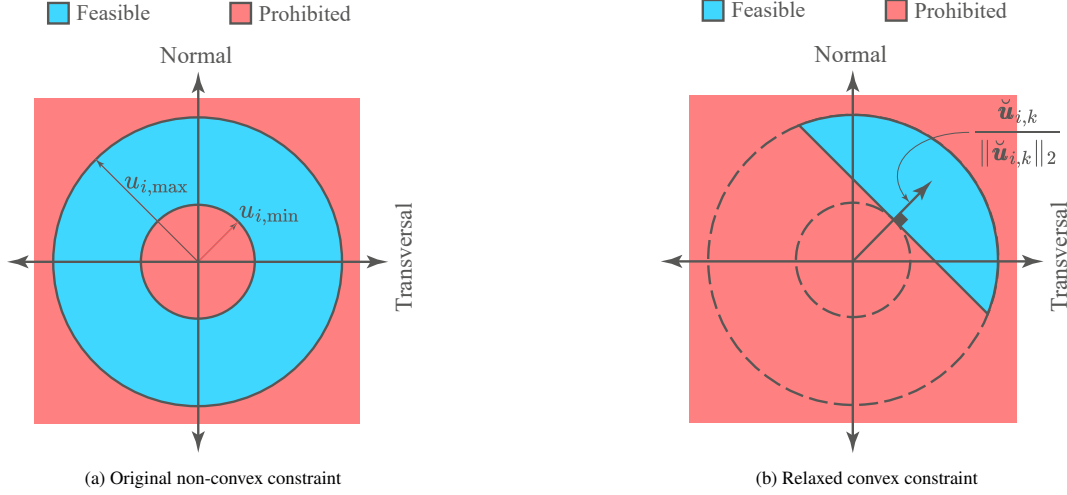 Feasible Prohibited
Normal
u_{i,max}
u_{i,min}
Transversal
(a) Original non-convex constraint
Feasible Prohibited
Normal
ŭ_{i,k}
‖ŭ_{i,k}‖_2
Transversal
(b) Relaxed convex constraint